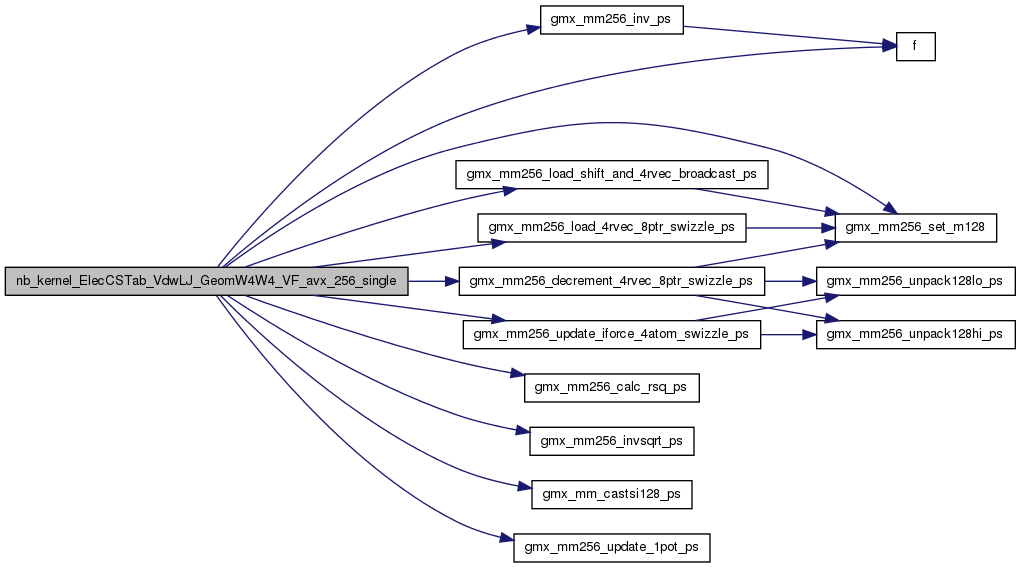 nb_kernel_ElecCSTab_VdwLJ_GeomW4W4_VF_avx_256_single
gmx_mm256_inv_ps
f
gmx_mm256_load_shift_and_4rvec_broadcast_ps
gmx_mm256_load_4rvec_8ptr_swizzle_ps
gmx_mm256_set_m128
gmx_mm256_decrement_4rvec_8ptr_swizzle_ps
gmx_mm256_unpack128lo_ps
gmx_mm256_update_iforce_4atom_swizzle_ps
gmx_mm256_unpack128hi_ps
gmx_mm256_calc_rsq_ps
gmx_mm256_invsqrt_ps
gmx_mm_castsi128_ps
gmx_mm256_update_1pot_ps